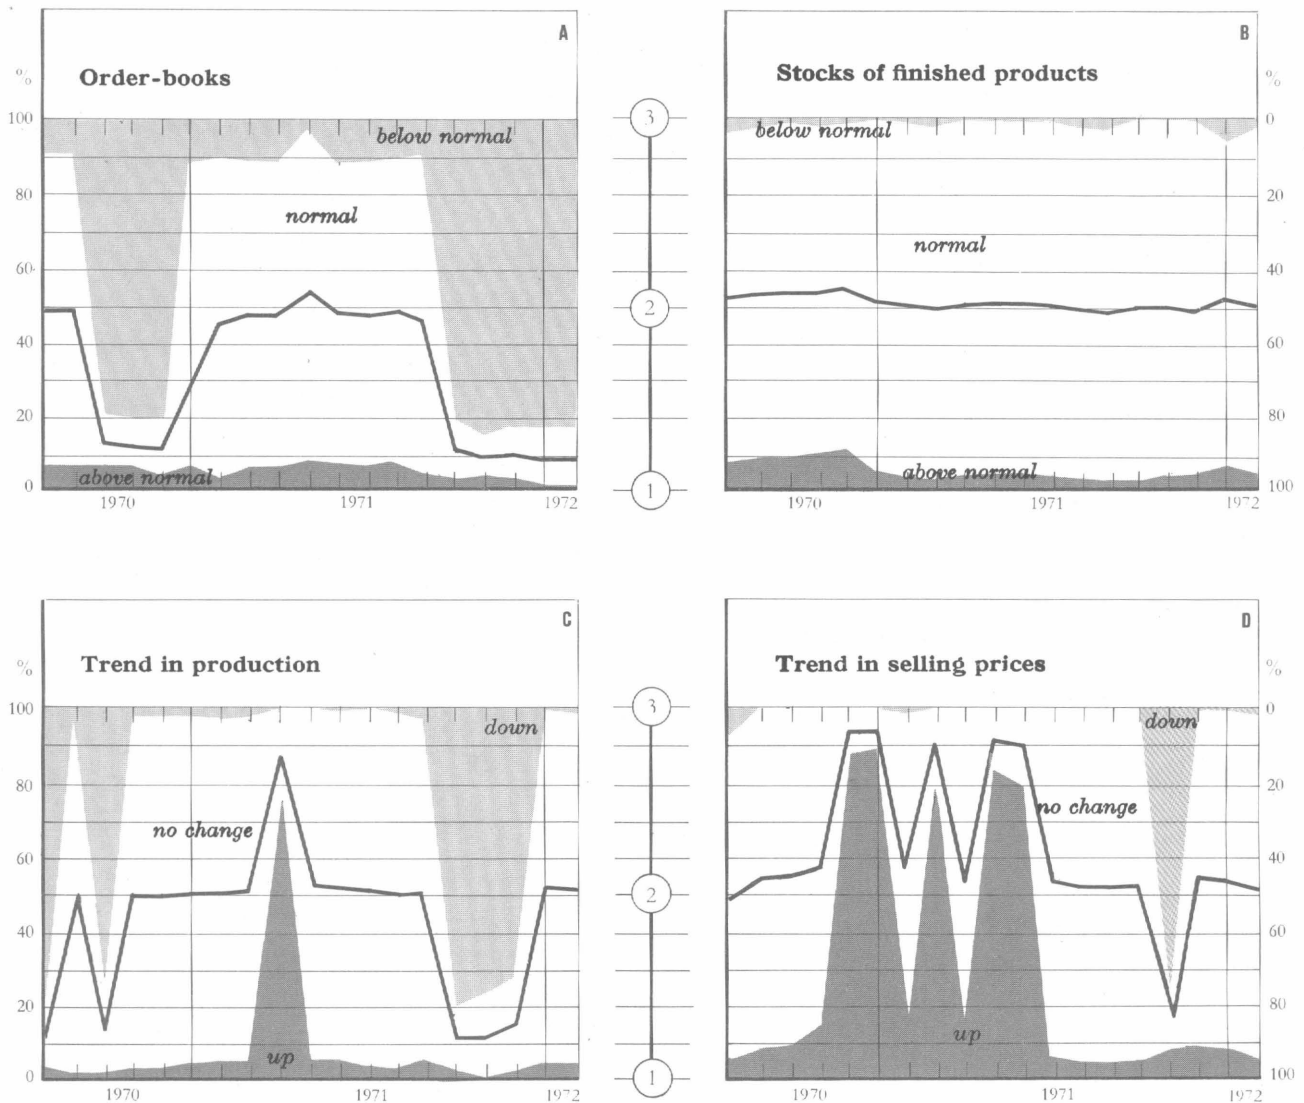 A
Order-books
%
100
80
60
40
20
0
below normal
normal
above normal
1970
1971
1972
3
2
1
B
Stocks of finished products
%
0
20
40
60
80
100
below normal
normal
above normal
1970
1971
1972
C
Trend in production
%
100
80
60
40
20
0
down
no change
up
1970
1971
1972
3
2
1
D
Trend in selling prices
%
0
20
40
60
80
100
down
no change
up
1970
1971
1972